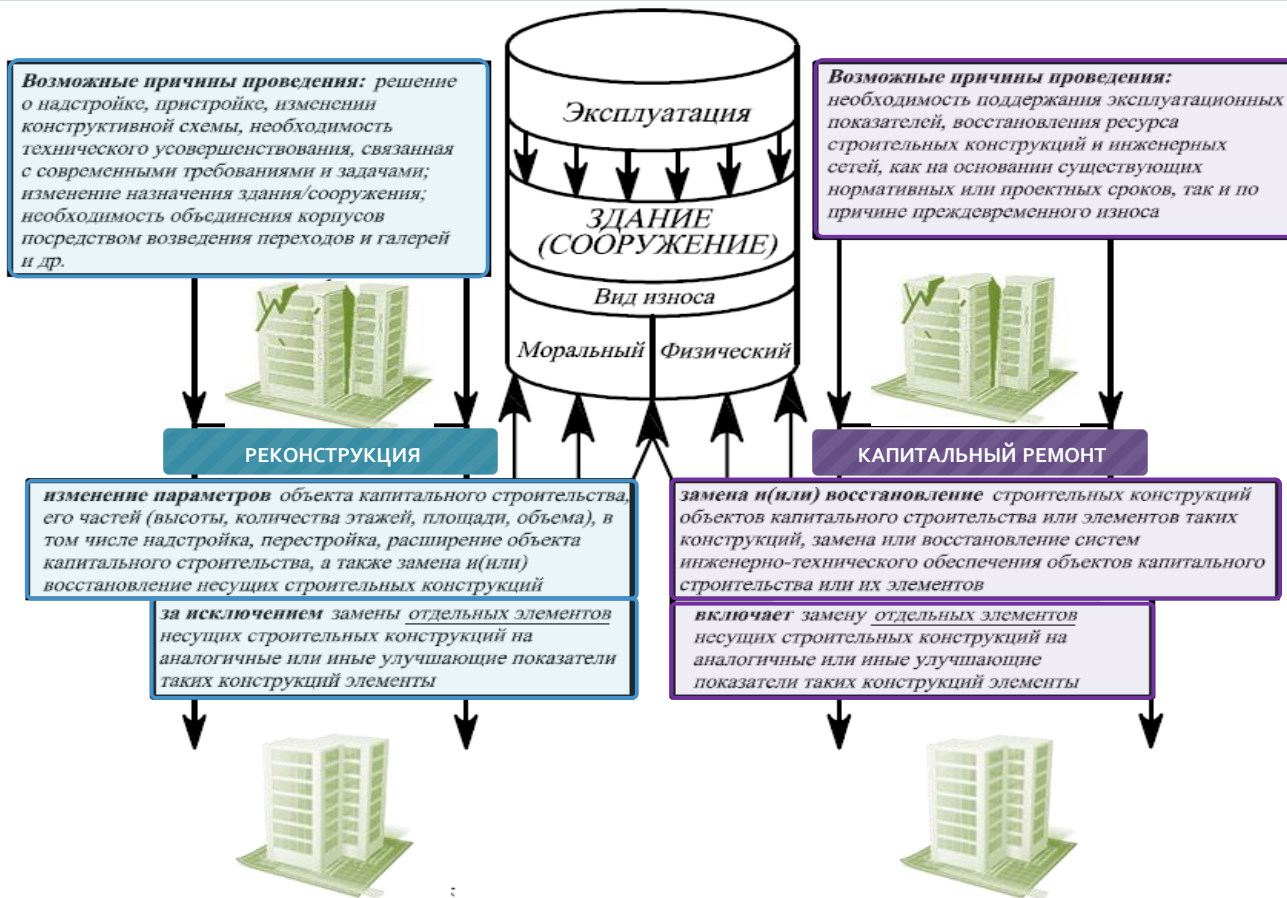 Возможные причины проведения: решение
о надстройке, пристройке, изменении
конструктивной схемы, необходимость
технического усовершенствования, связанная
с современными требованиями и задачами;
изменение назначения здания/сооружения;
необходимость объединения корпусов
посредством возведения переходов и галерей
и др.
Эксплуатация
ЗДАНИЕ
(СООРУЖЕНИЕ)
Вид износа
Моральный
Физический
Возможные причины проведения:
необходимость поддержания эксплуатационных
показателей, восстановления ресурса
строительных конструкций и инженерных
сетей, как на основании существующих
нормативных или проектных сроков, так и по
причине преждевременного износа
РЕКОНСТРУКЦИЯ
изменение параметров объекта капитального строительства,
его частей (высоты, количества этажей, площади, объема), в
том числе надстройка, перестройка, расширение объекта
капитального строительства, а также замена и(или)
восстановление несущих строительных конструкций
за исключением замены отдельных элементов
несущих строительных конструкций на
аналогичные или иные улучшающие показатели
таких конструкций элементы
КАПИТАЛЬНЫЙ РЕМОНТ
замена и(или) восстановление строительных конструкций
объектов капитального строительства или элементов таких
конструкций, замена или восстановление систем
инженерно-технического обеспечения объектов капитального
строительства или их элементов
включает замену отдельных элементов
несущих строительных конструкций на
аналогичные или иные улучшающие
показатели таких конструкций элементы